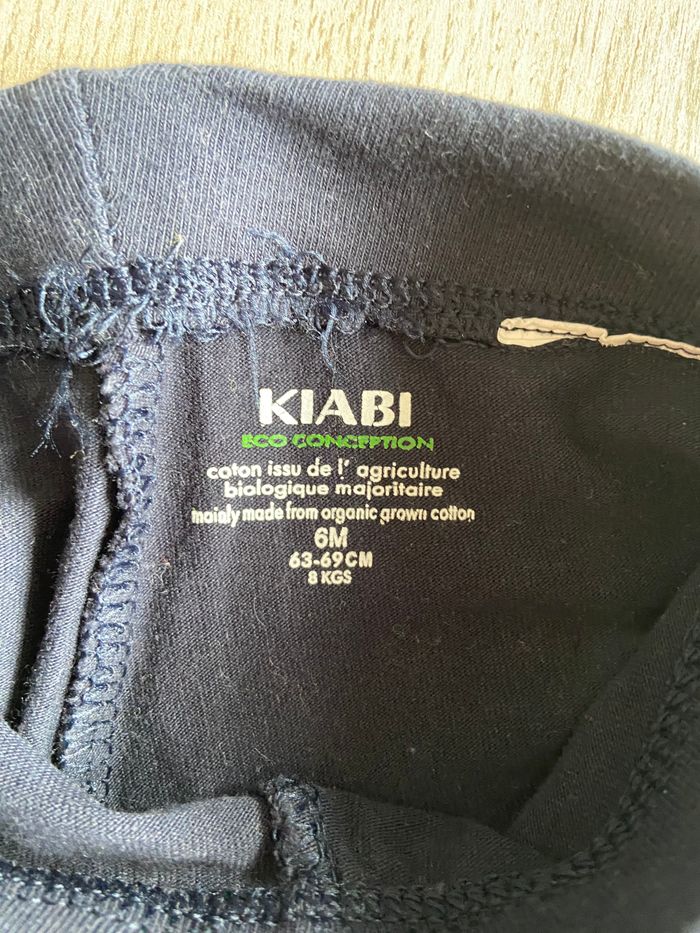 KIABI
ECO CONCEPTION
coton issu de l' agriculture
biologique majoritaire
mainly made from organic grown cotton
6M
63-69CM
8 KGS